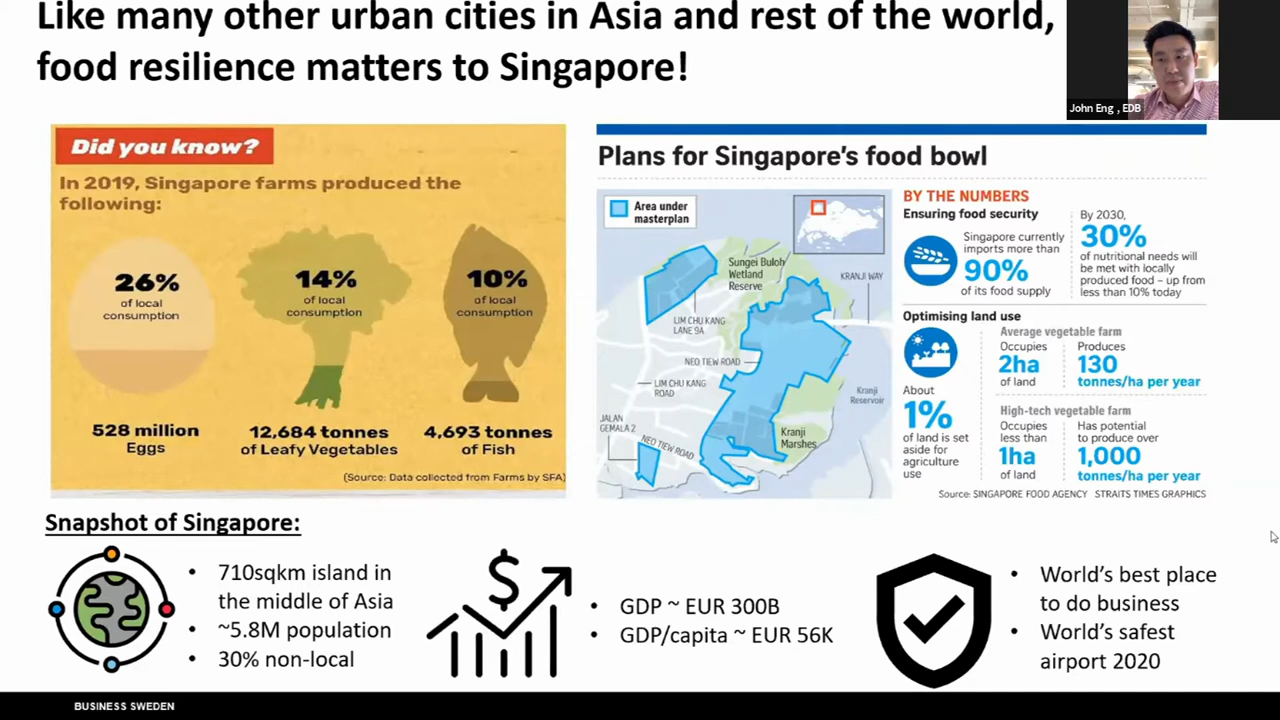 Like many other urban cities in Asia and rest of the world,
food resilience matters to Singapore!
John Eng , EDB
Did you know?
In 2019, Singapore farms produced the
following:
26%
of local
consumption
528 million
Eggs
14%
of local
consumption
12,684 tonnes
of Leafy Vegetables
10%
of local
consumption
4,693 tonnes
of Fish
(Source: Data collected from Farms by SFA)
Plans for Singapore's food bowl
Area under
masterplan
Sungei Buloh
Wetland
Reserve
KRANJI WAY
LIM CHU KANG
LANE 9A
NEO TIEW ROAD
LIM CHU KANG
ROAD
Kranji
Reservoir
JALAN
GEMALA 2
NEO TIEW ROAD
Kranji
Marshes
BY THE NUMBERS
Ensuring food security
Singapore currently
imports more than
90%
of its food supply
By 2030,
30%
of nutritional needs will
be met with locally
produced food – up from
less than 10% today
Optimising land use
About
1%
of land is set
aside for
agriculture
use
Average vegetable farm
Occupies
2ha
of land
Produces
130
tonnes/ha per year
High-tech vegetable farm
Occupies
less than
1ha
of land
Has potential
to produce over
1,000
tonnes/ha per year
Source: SINGAPORE FOOD AGENCY STRAITS TIMES GRAPHICS
Snapshot of Singapore:
• 710sqkm island in
the middle of Asia
• ~5.8M population
• 30% non-local
$
• GDP ~ EUR 300B
• GDP/capita ~ EUR 56K
• World's best place
to do business
• World's safest
airport 2020
BUSINESS SWEDEN